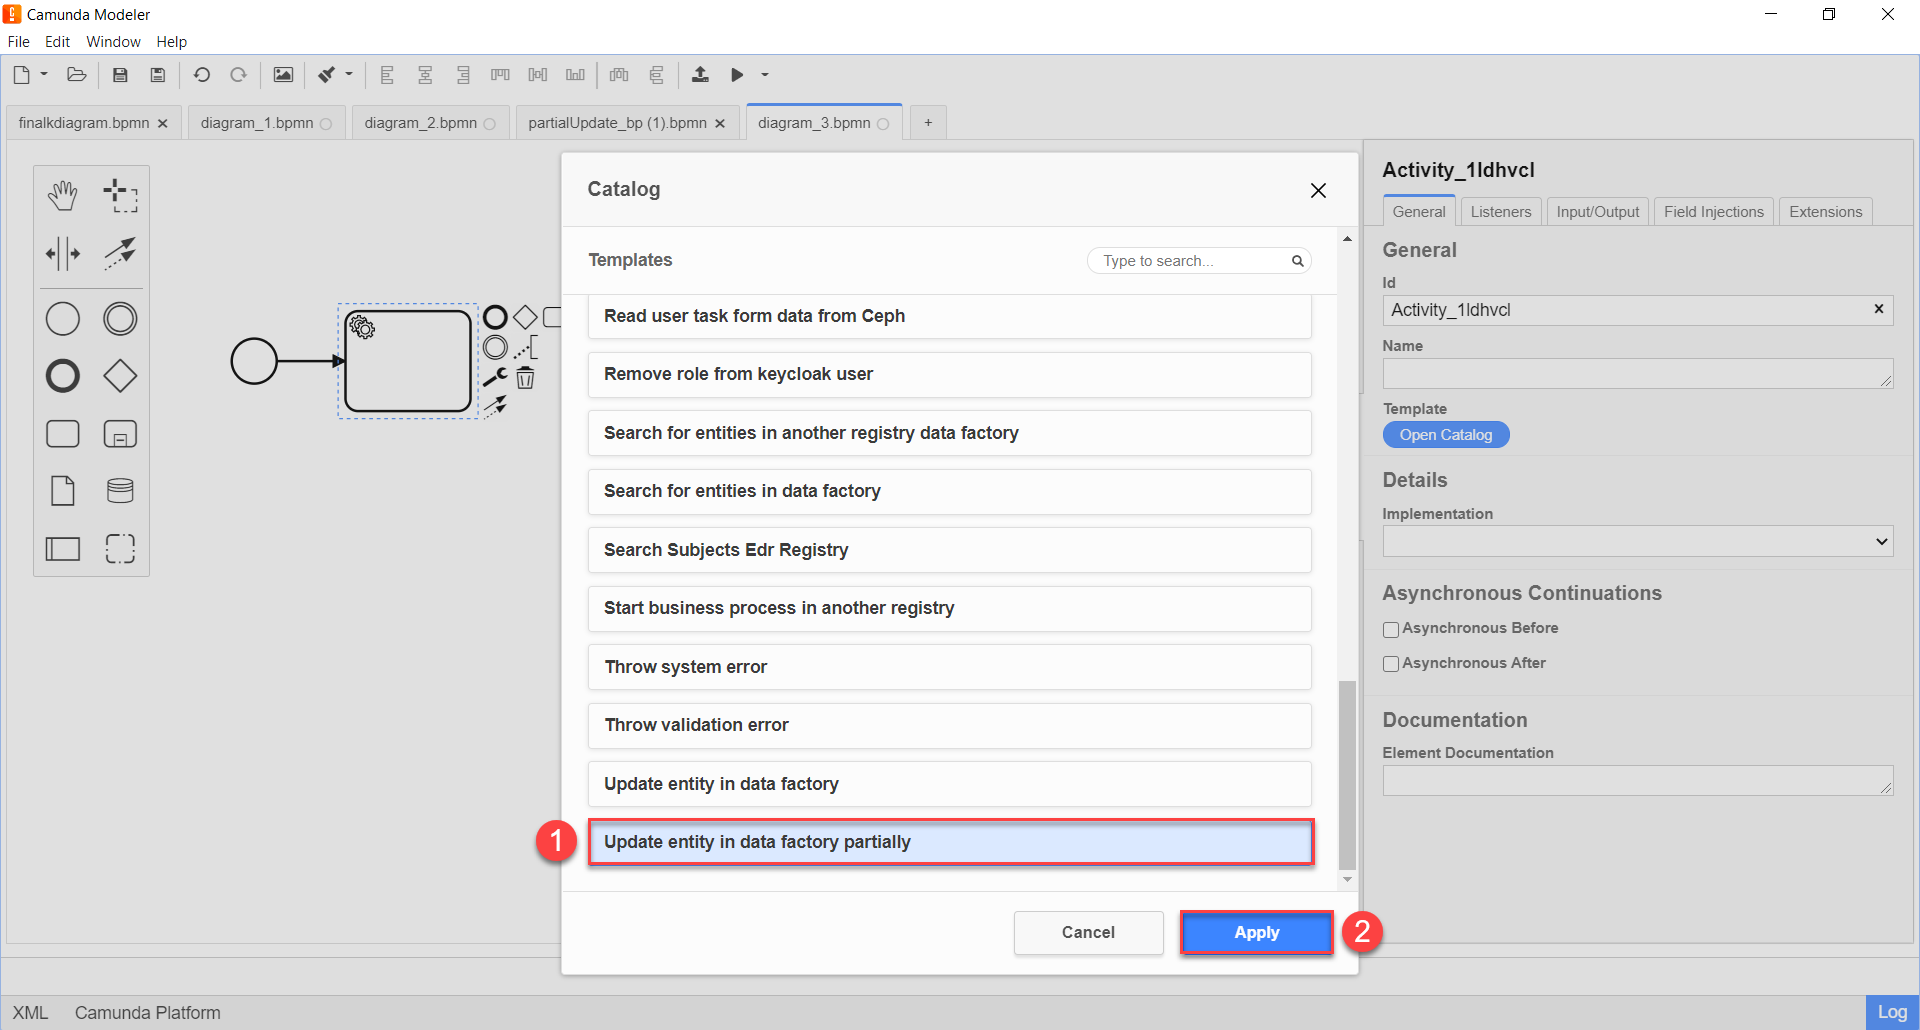 Camunda Modeler
File Edit Window Help
finalkdiagram.bpmn
diagram_1.bpmn
diagram_2.bpmn
partialUpdate_bp (1).bpmn
diagram_3.bpmn
+
Catalog
Templates
Type to search...
Read user task form data from Ceph
Remove role from keycloak user
Search for entities in another registry data factory
Search for entities in data factory
Search Subjects Edr Registry
Start business process in another registry
Throw system error
Throw validation error
Update entity in data factory
1
Update entity in data factory partially
Cancel
Apply
2
Activity_1ldhvcl
General Listeners Input/Output Field Injections Extensions
General
Id
Activity_1ldhvcl
Name
Template
Open Catalog
Details
Implementation
Asynchronous Continuations
Asynchronous Before
Asynchronous After
Documentation
Element Documentation
XML Camunda Platform
Log